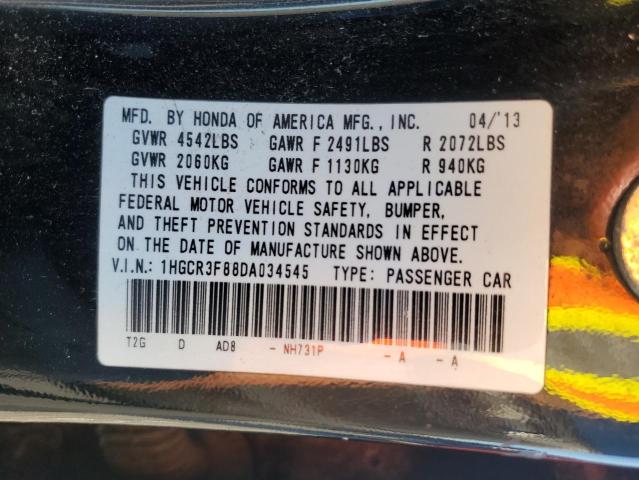 MFD. BY HONDA OF AMERICA MFG., INC. 04/'13
GVWR 4542LBS GAWR F 2491LBS R 2072LBS
GVWR 2060KG GAWR F 1130KG R 940KG
THIS VEHICLE CONFORMS TO ALL APPLICABLE
FEDERAL MOTOR VEHICLE SAFETY, BUMPER,
AND THEFT PREVENTION STANDARDS IN EFFECT
ON THE DATE OF MANUFACTURE SHOWN ABOVE.
V.I.N.: 1HGCR3F88DA034545 TYPE: PASSENGER CAR
T2G D AD8 - NH731P - A - A